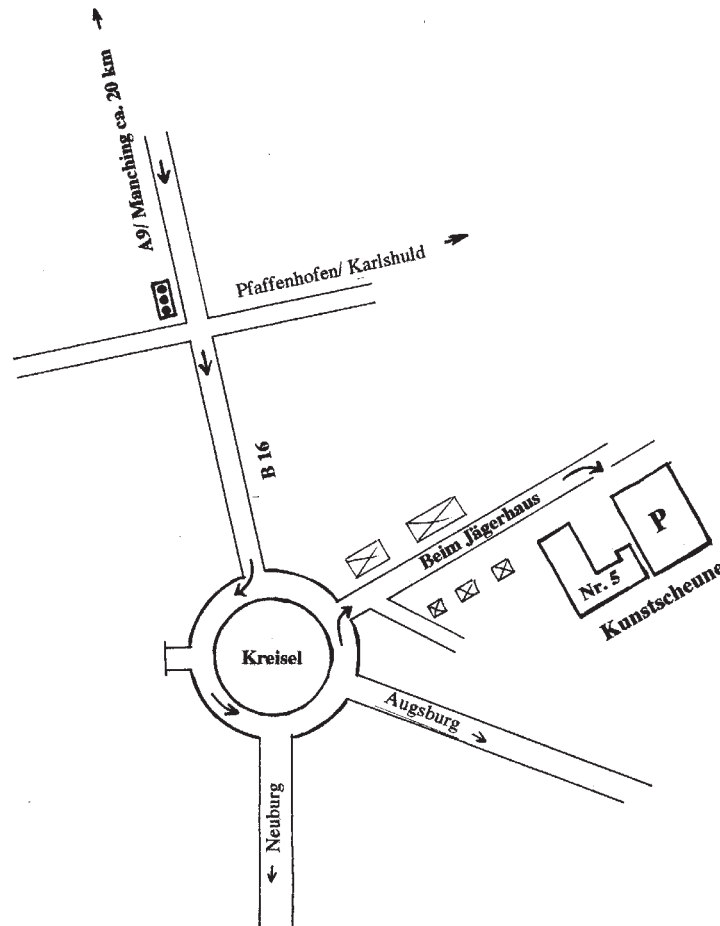 A9/ Manching ca. 20 km
Pfaffenhofen/ Karlshuld
B 16
Beim Jägerhaus
P
Nr. 5
Kunstscheune
Kreisel
Augsburg
Neuburg